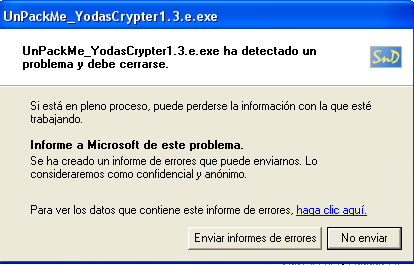 UnPackMe_YodasCrypter1.3.e.exe
UnPackMe_YodasCrypter1.3.e.exe ha detectado un
problema y debe cerrarse.
SnD
Si está en pleno proceso, puede perderse la información con la que esté
trabajando.
Informe a Microsoft de este problema.
Se ha creado un informe de errores que puede enviarnos. Lo
consideraremos como confidencial y anónimo.
Para ver los datos que contiene este informe de errores, haga clic aquí.
Enviar informes de errores
No enviar